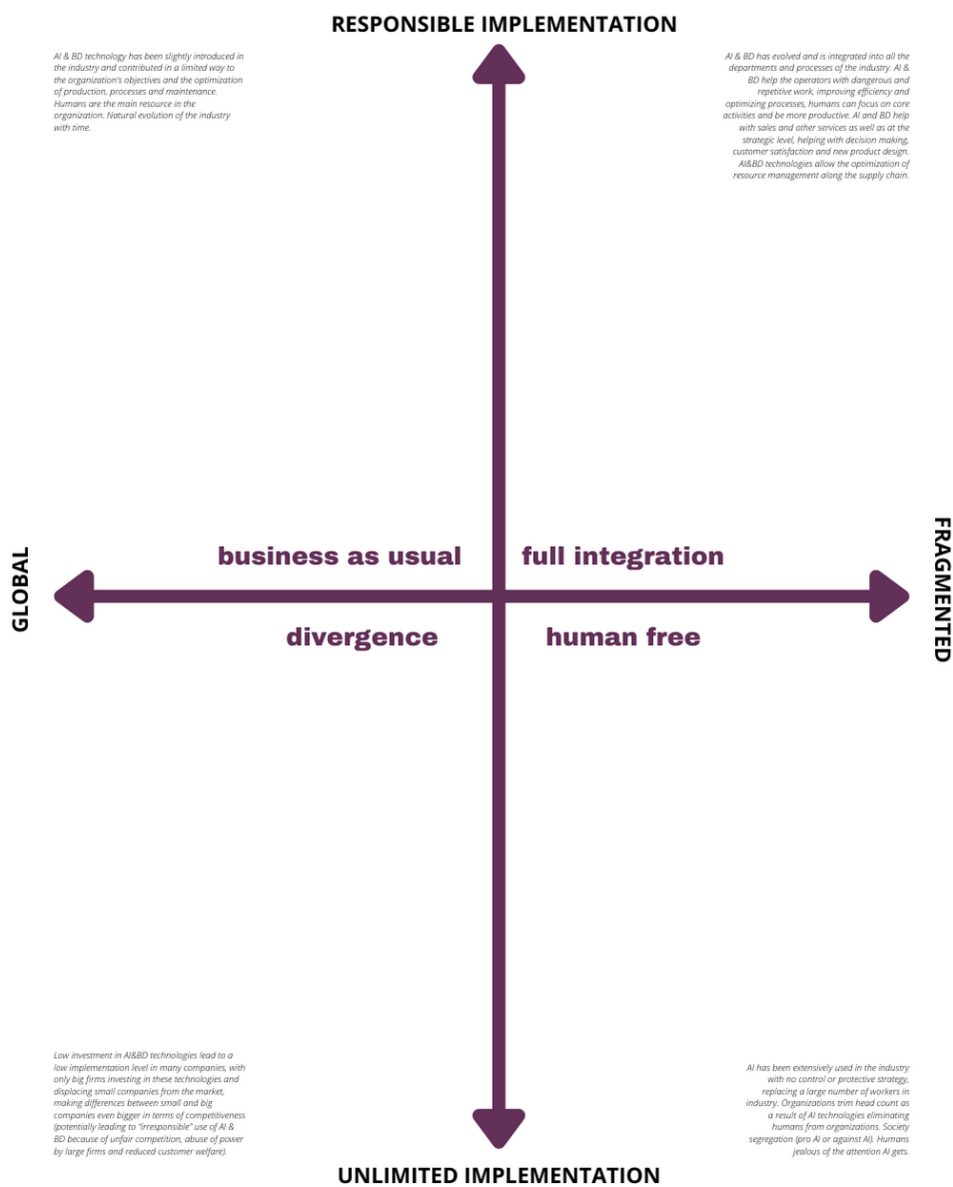 RESPONSIBLE IMPLEMENTATION
AI & BD technology has been slightly introduced in
the industry and contributed in a limited way to
the organization's objectives and the optimization
of production, processes and maintenance.
Humans are the main resource in the
organization. Natural evolution of the industry
with time.
AI & BD has evolved and is integrated into all the
departments and processes of the industry. AI &
BD help the operators with dangerous and
repetitive work, improving efficiency and
optimizing processes, humans can focus on core
activities and be more productive. AI and BD help
with sales and other services as well as at the
strategic level, helping with decision making,
customer satisfaction and new product design.
AI&BD technologies allow the optimization of
resource management along the supply chain.
GLOBAL
business as usual
full integration
FRAGMENTED
divergence
human free
Low investment in AI&BD technologies lead to a
low implementation level in many companies, with
only big firms investing in these technologies and
displacing small companies from the market,
making differences between small and big
companies even bigger in terms of competitiveness
(potentially leading to "irresponsible" use of AI &
BD because of unfair competition, abuse of power
by large firms and reduced customer welfare).
AI has been extensively used in the industry
with no control or protective strategy,
replacing a large number of workers in
industry. Organizations trim head count as
a result of AI technologies eliminating
humans from organizations. Society
segregation (pro AI or against AI). Humans
jealous of the attention AI gets.
UNLIMITED IMPLEMENTATION